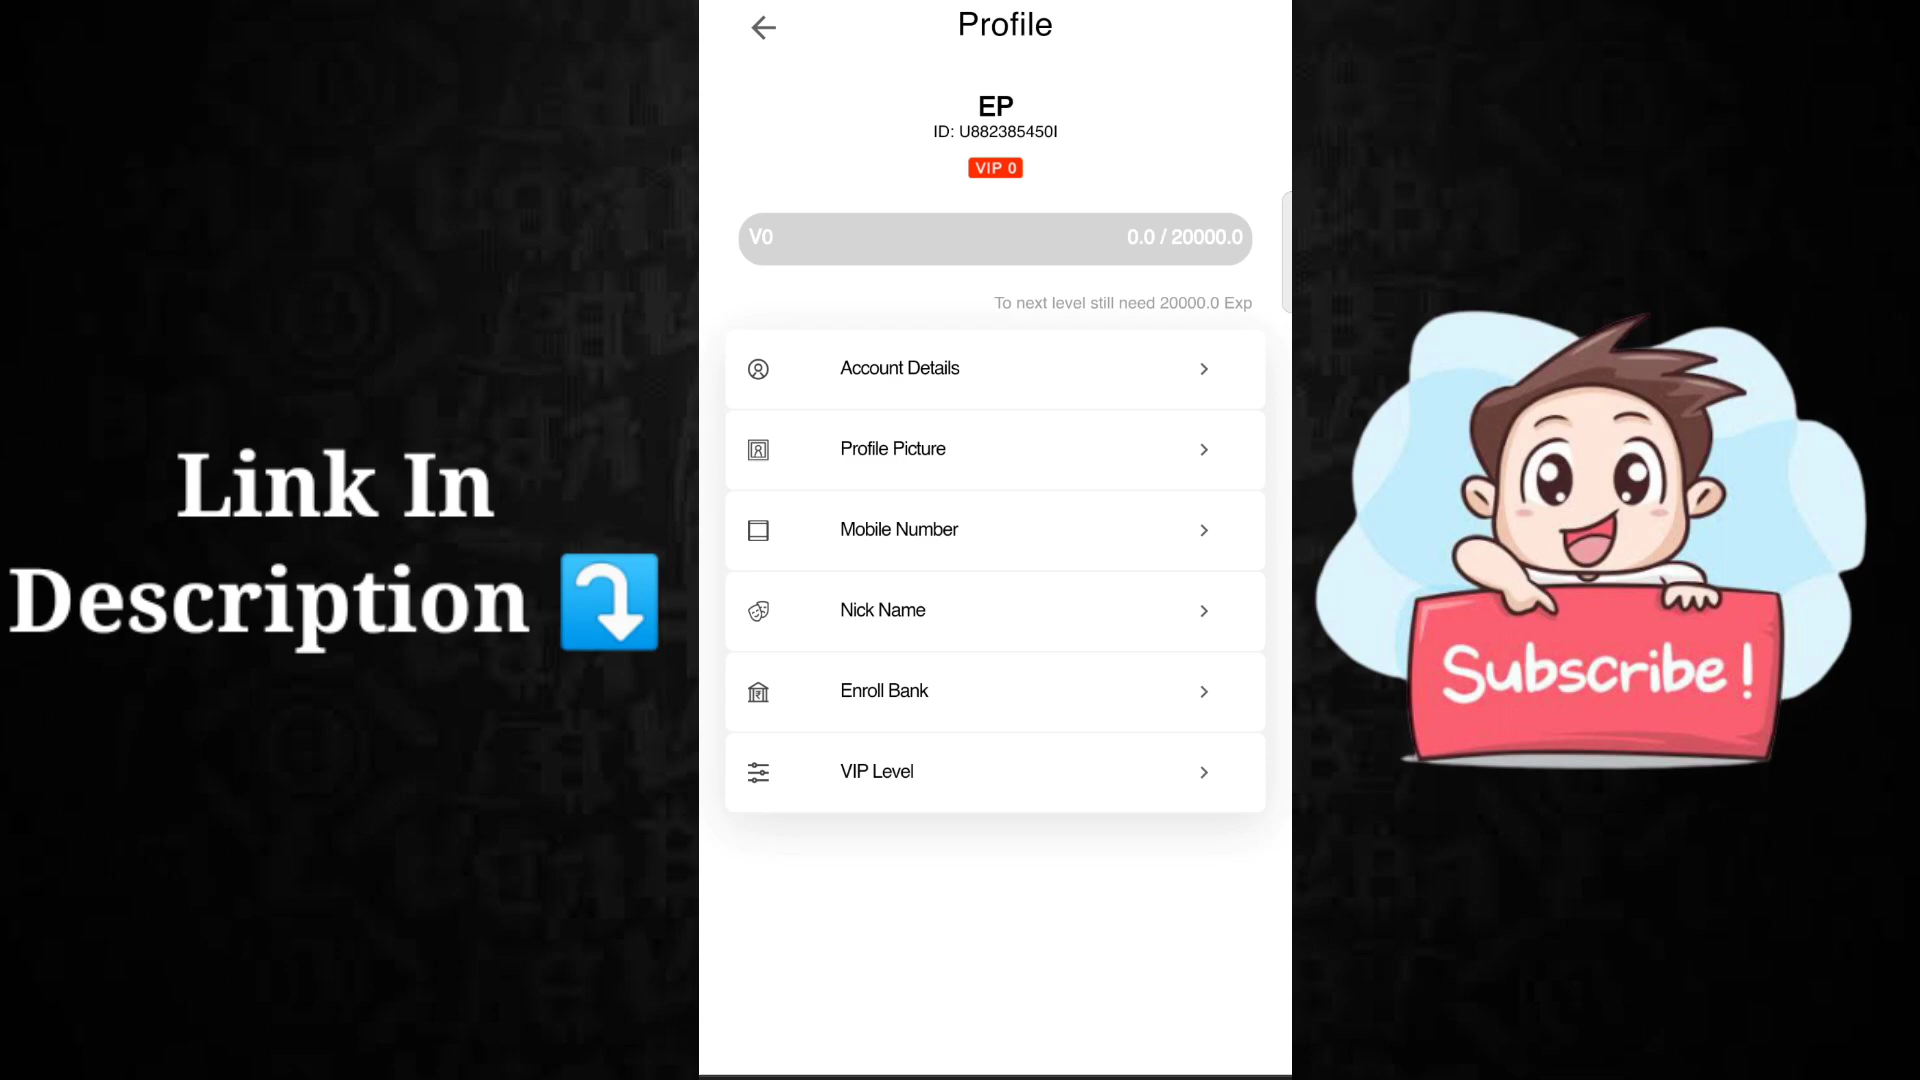 Profile
EP
ID: U882385450I
VIP 0
V0 0.0 / 20000.0
To next level still need 20000.0 Exp
Account Details
Profile Picture
Mobile Number
Nick Name
Enroll Bank
VIP Level
Link In
Description
Subscribe!